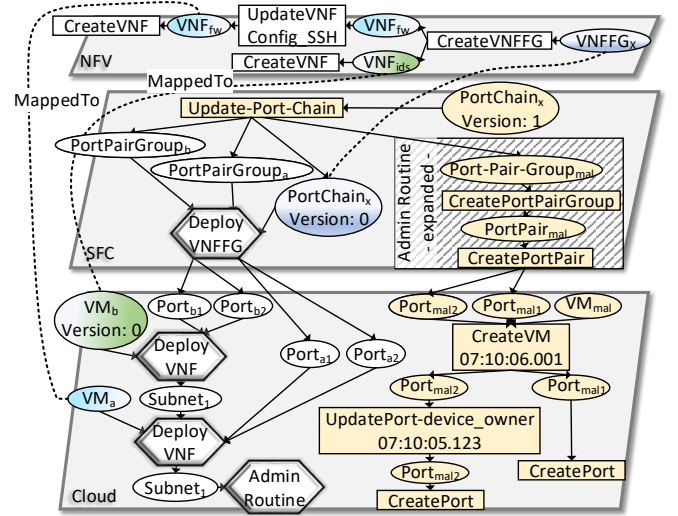 UpdateVNF
Config_SSH
CreateVNF
VNFfw
VNFfw
CreateVNFFG
VNFFGx
CreateVNF
VNFids
NFV
MappedTo
MappedTo
Update-Port-Chain
PortChainx
Version: 1
PortPairGroupb
PortPairGroupa
PortChainx
Version: 0
Admin Routine
- expanded -
Port-Pair-Groupmal
CreatePortPairGroup
PortPairmal
CreatePortPair
Deploy
VNFFG
SFC
VMb
Version: 0
Portb1
Portb2
Portmal2
Portmal1
VMmal
Deploy
VNF
Porta1
Porta2
CreateVM
07:10:06.001
VMa
Subnet1
Portmal2
Portmal1
Deploy
VNF
UpdatePort-device_owner
07:10:05.123
Subnet1
Admin
Routine
Portmal2
CreatePort
CreatePort
Cloud